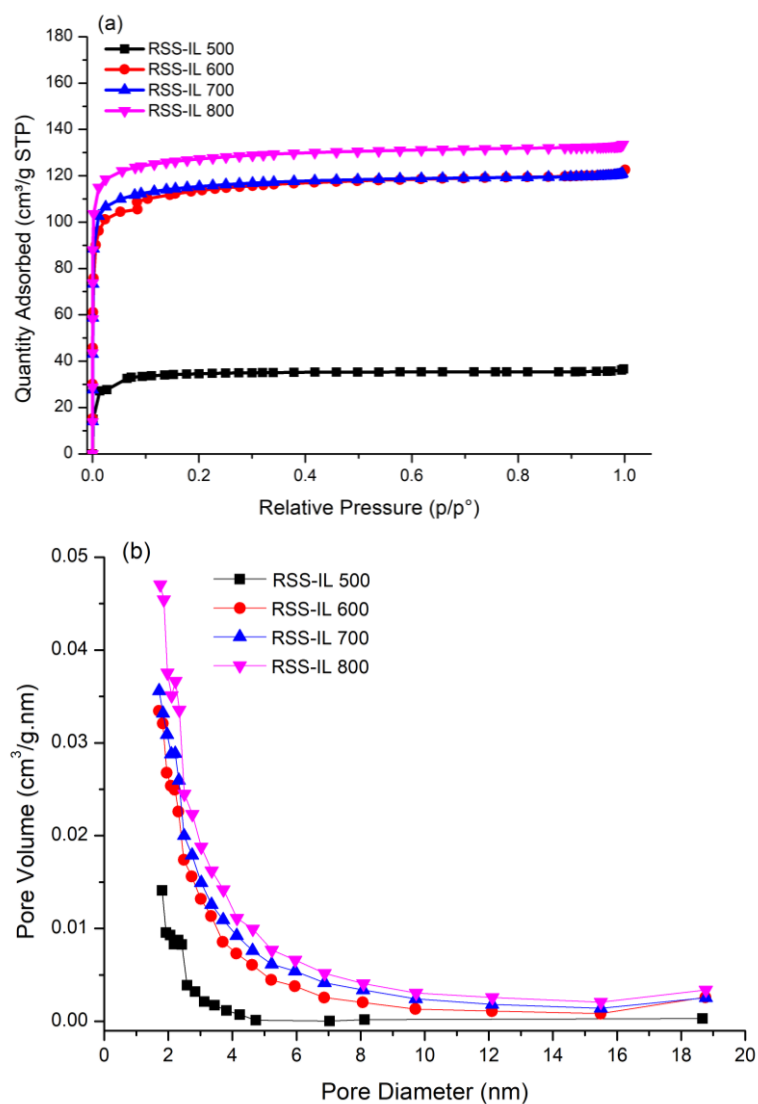 (a)
RSS-IL 500
RSS-IL 600
RSS-IL 700
RSS-IL 800
180
160
140
120
100
80
60
40
20
0
Quantity Adsorbed (cm³/g STP)
0.0 0.2 0.4 0.6 0.8 1.0
Relative Pressure (p/p°)
(b)
RSS-IL 500
RSS-IL 600
RSS-IL 700
RSS-IL 800
0.05
0.04
0.03
0.02
0.01
0.00
Pore Volume (cm³/g.nm)
0 2 4 6 8 10 12 14 16 18 20
Pore Diameter (nm)